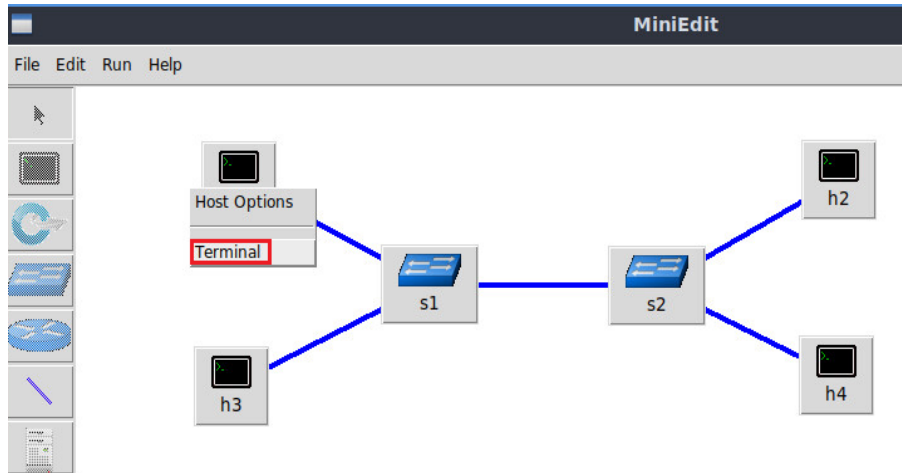 MiniEdit
File Edit Run Help
Host Options
h2
Terminal
s1
s2
h3
h4